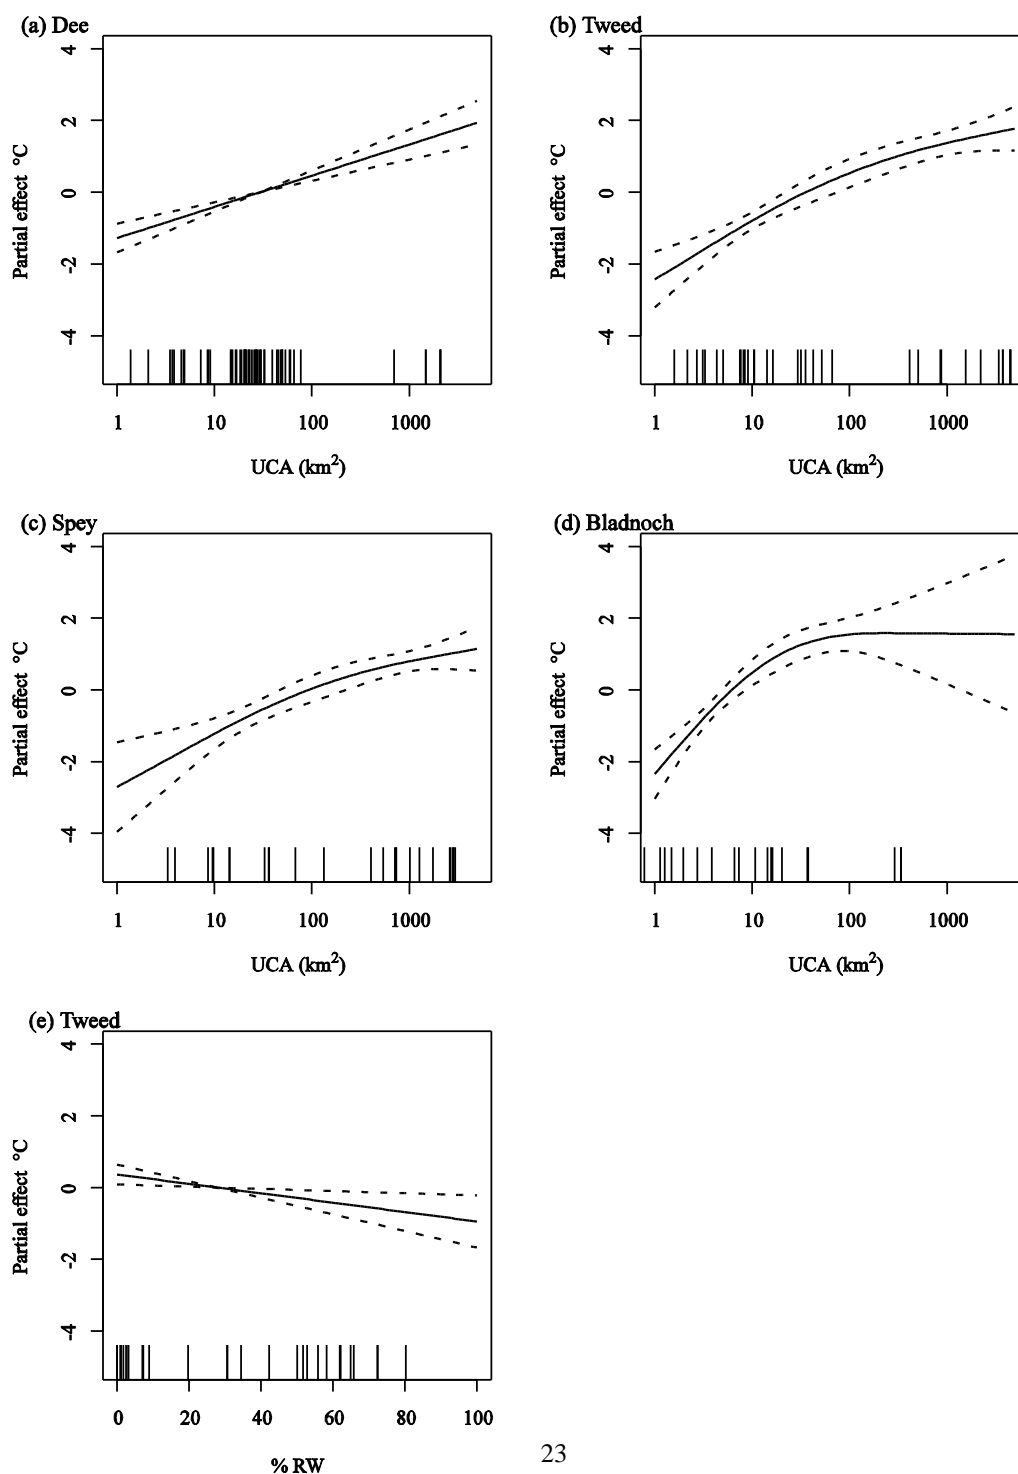 (a) Dee
Partial effect °C
4
2
0
-2
-4
1 10 100 1000
UCA (km²)
(b) Tweed
Partial effect °C
4
2
0
-2
-4
1 10 100 1000
UCA (km²)
(c) Spey
Partial effect °C
4
2
0
-2
-4
1 10 100 1000
UCA (km²)
(d) Bladnoch
Partial effect °C
4
2
0
-2
-4
1 10 100 1000
UCA (km²)
(e) Tweed
Partial effect °C
4
2
0
-2
-4
0 20 40 60 80 100
% RW
23